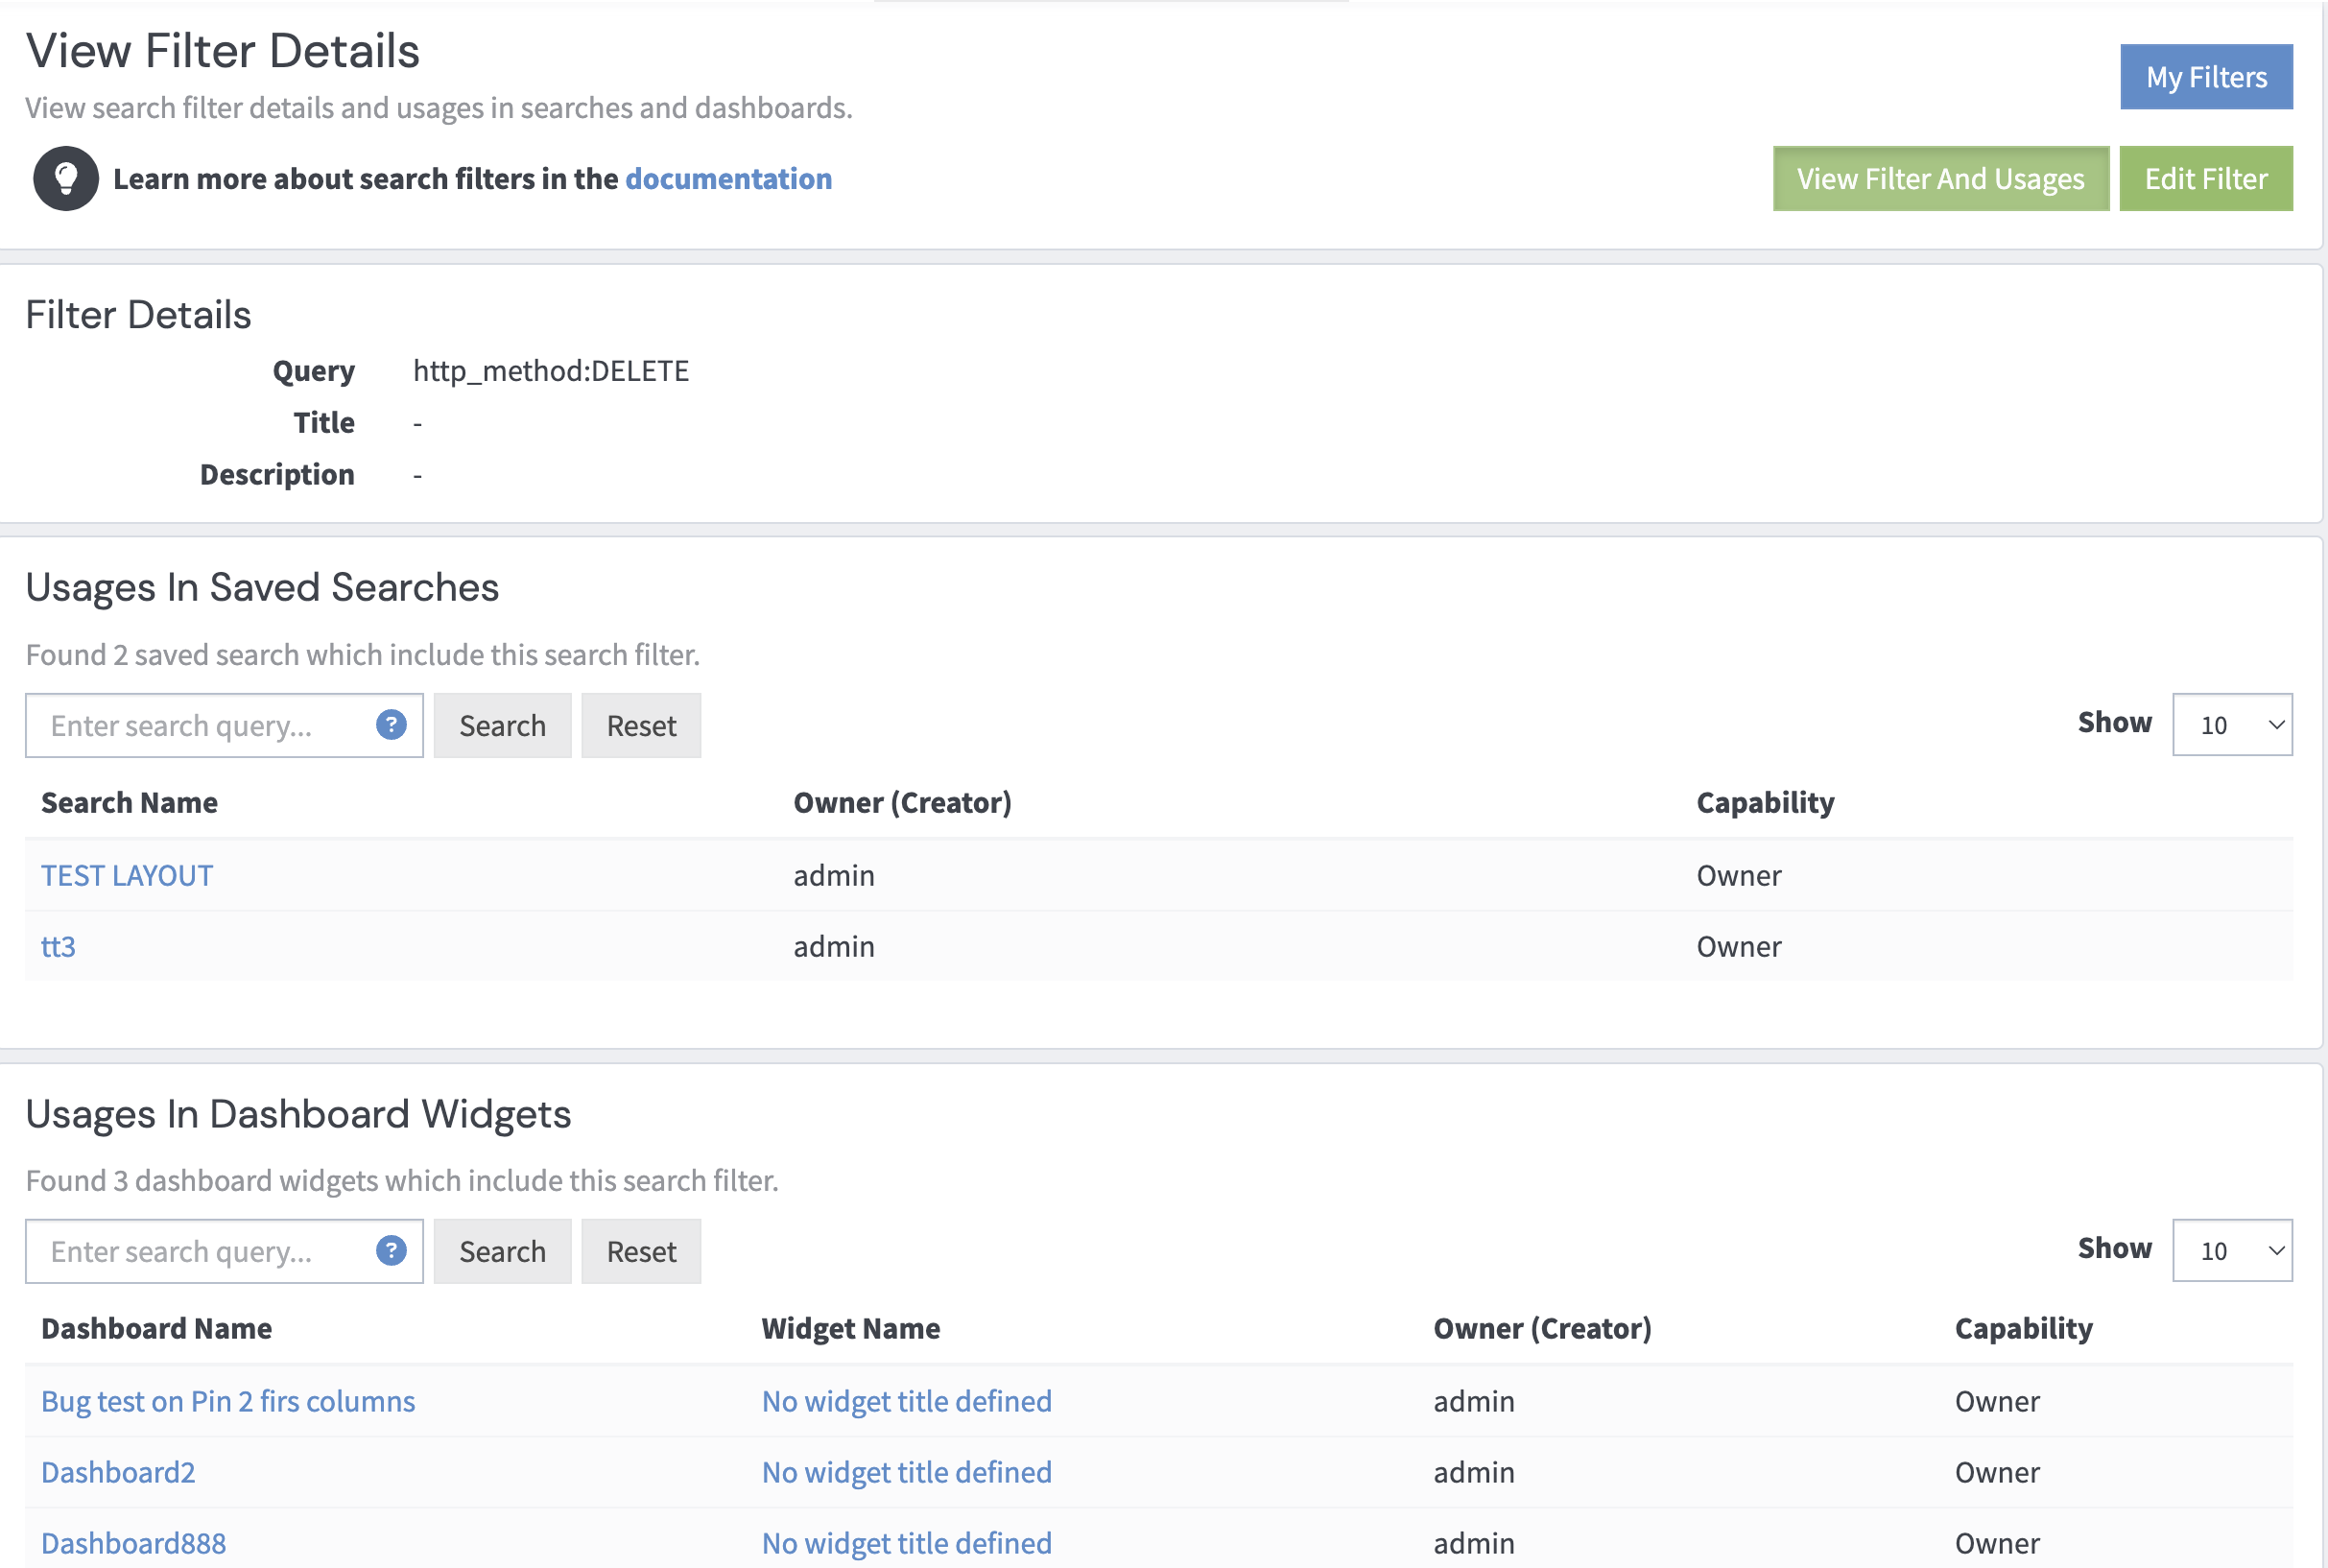 View Filter Details
My Filters
View search filter details and usages in searches and dashboards.
Learn more about search filters in the documentation
View Filter And Usages
Edit Filter
Filter Details
Query http_method:DELETE
Title -
Description -
Usages In Saved Searches
Found 2 saved search which include this search filter.
Enter search query... ? Search Reset Show 10
Search Name Owner (Creator) Capability
TEST LAYOUT admin Owner
tt3 admin Owner
Usages In Dashboard Widgets
Found 3 dashboard widgets which include this search filter.
Enter search query... ? Search Reset Show 10
Dashboard Name Widget Name Owner (Creator) Capability
Bug test on Pin 2 firs columns No widget title defined admin Owner
Dashboard2 No widget title defined admin Owner
Dashboard888 No widget title defined admin Owner